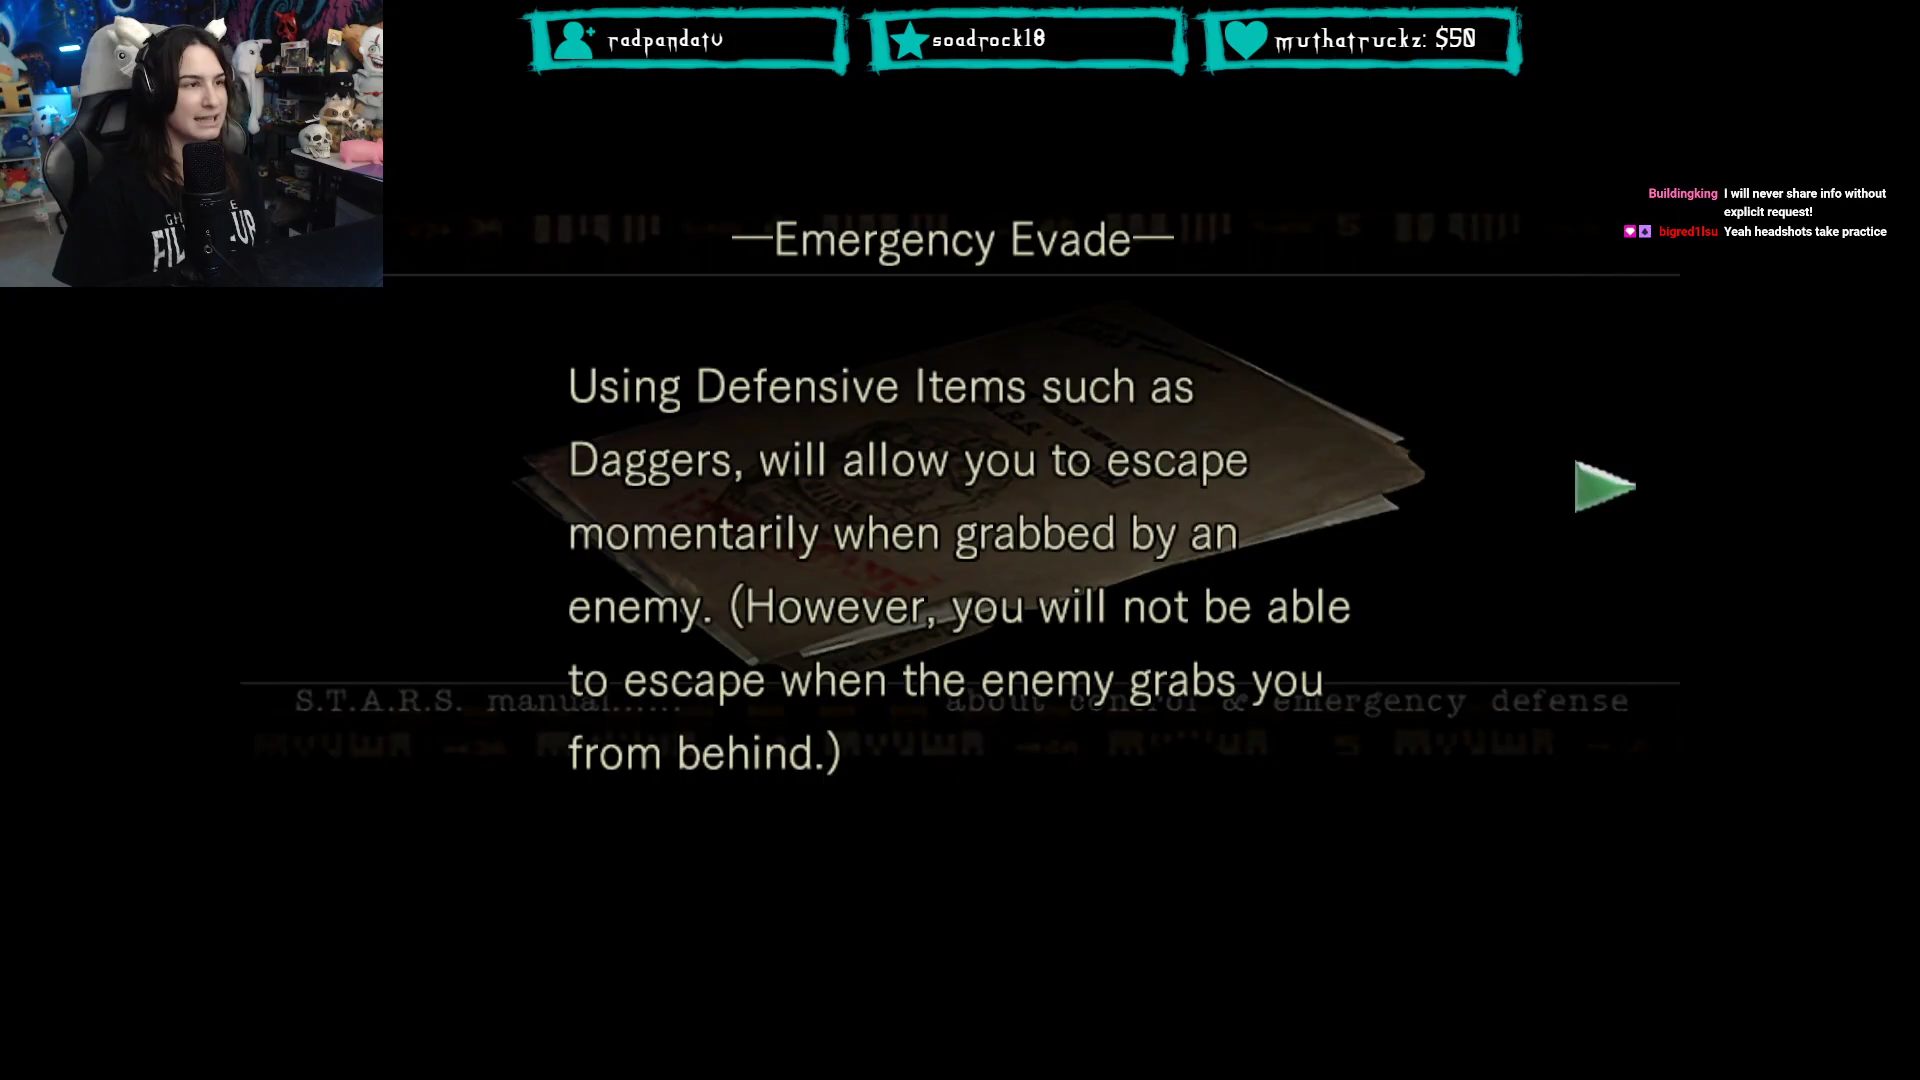 radpandatv
soadrock18
muthatruckz: $50
Buildingking I will never share info without
explicit request!
bigred1lsu Yeah headshots take practice
—Emergency Evade—
Using Defensive Items such as
Daggers, will allow you to escape
momentarily when grabbed by an
enemy. (However, you will not be able
to escape when the enemy grabs you
from behind.)
S.T.A.R.S. manual...... about control & emergency defense